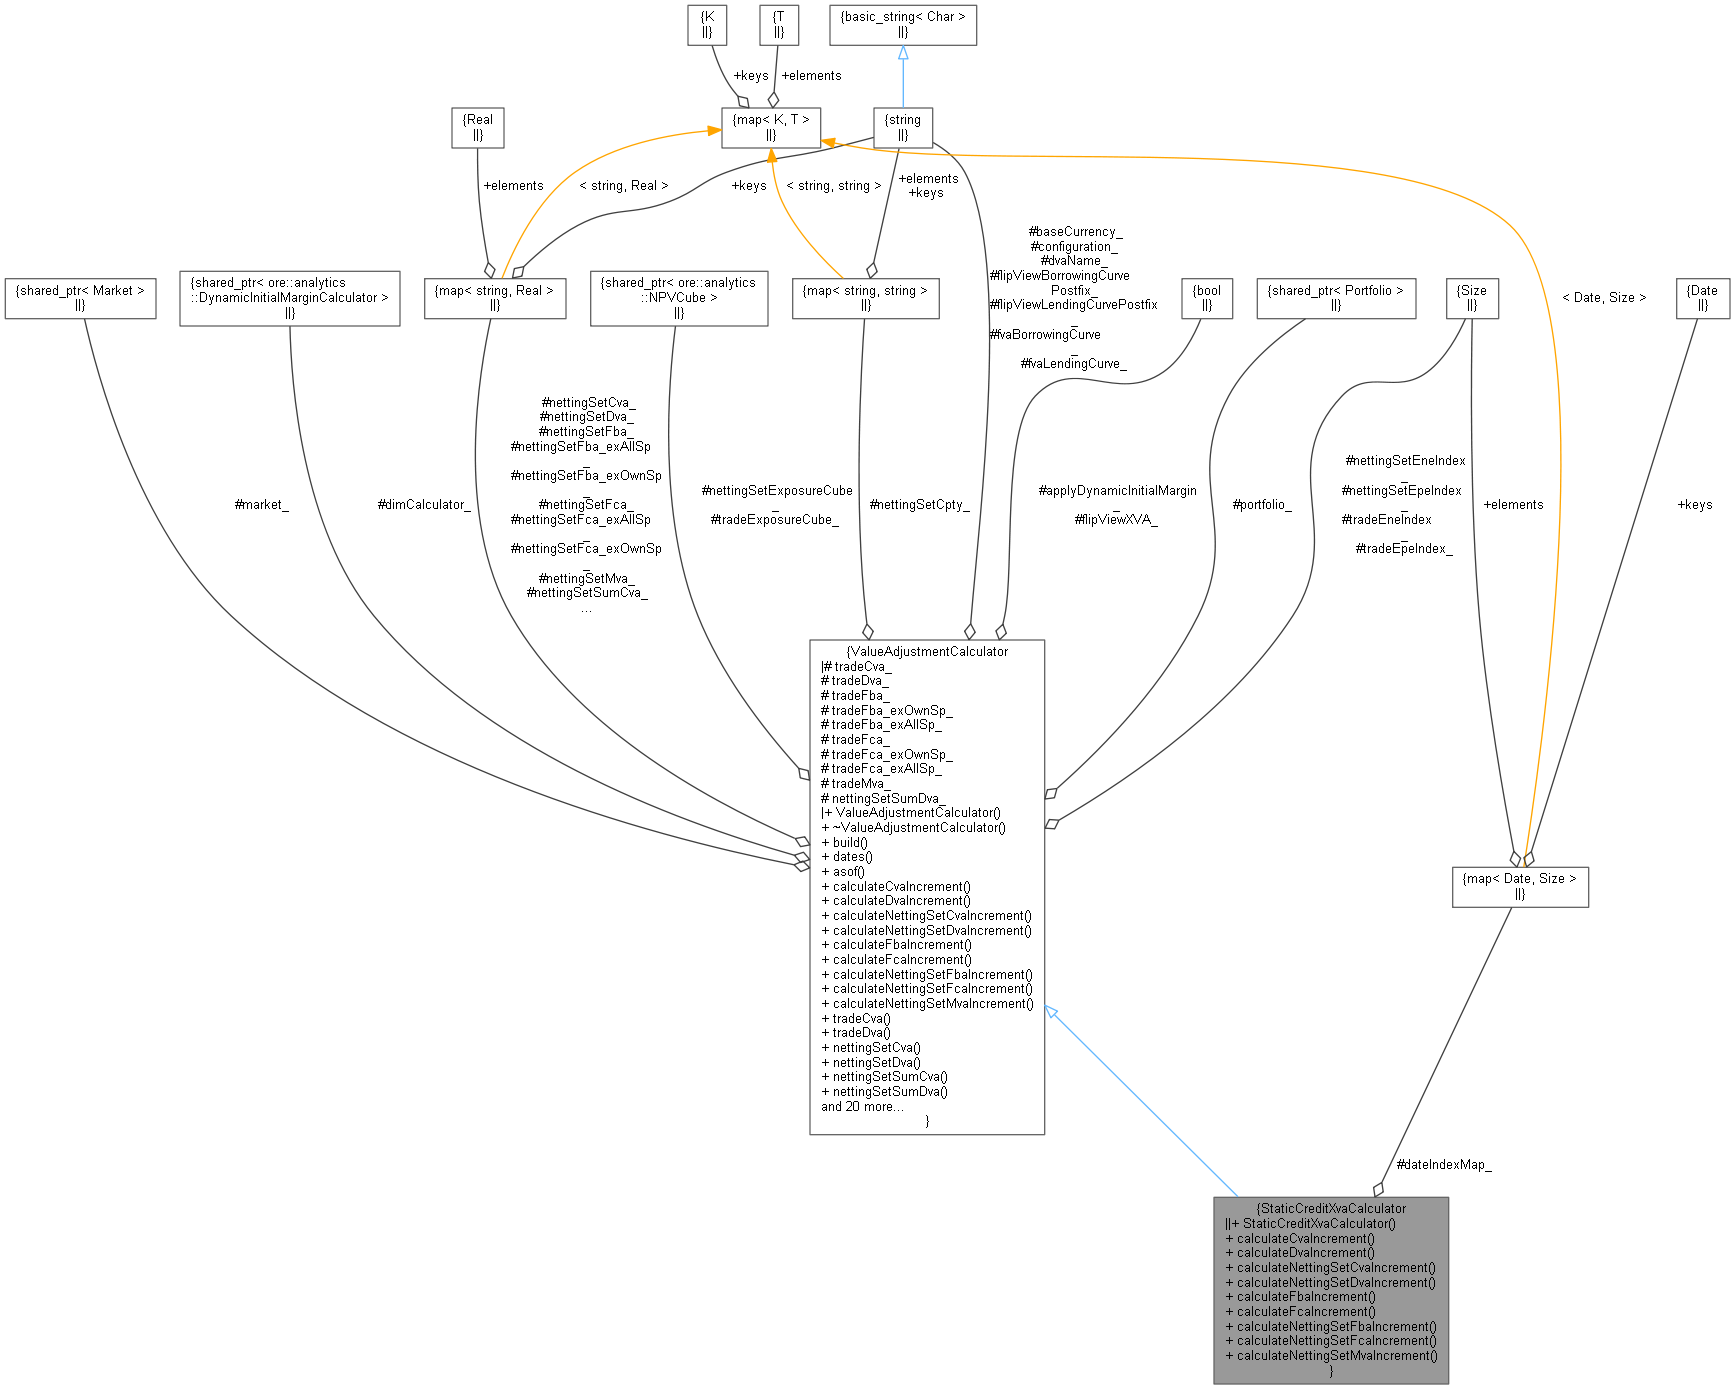 {K
||}
{T
||}
{basic_string< Char >
||}
+keys
+elements
{Real
||}
{map< K, T >
||}
{string
||}
+elements
< string, Real >
+keys
< string, string >
+elements
+keys
#baseCurrency_
#configuration_
#dvaName_
#flipViewBorrowingCurve
Postfix_
#flipViewLendingCurvePostfix
_
#fvaBorrowingCurve
_
#fvaLendingCurve_
{shared_ptr< Market >
||}
{shared_ptr< ore::analytics
::DynamicInitialMarginCalculator >
||}
{map< string, Real >
||}
{shared_ptr< ore::analytics
::NPVCube >
||}
{map< string, string >
||}
{bool
||}
{shared_ptr< Portfolio >
||}
{Size
||}
< Date, Size >
{Date
||}
#market_
#dimCalculator_
#nettingSetCva_
#nettingSetDva_
#nettingSetFba_
#nettingSetFba_exAllSp
_
#nettingSetFba_exOwnSp
_
#nettingSetFca_
#nettingSetFca_exAllSp
_
#nettingSetFca_exOwnSp
_
#nettingSetMva_
#nettingSetSumCva_
...
#nettingSetExposureCube
_
#tradeExposureCube_
#nettingSetCpty_
#applyDynamicInitialMargin
_
#flipViewXVA_
#portfolio_
#nettingSetEneIndex
_
#nettingSetEpeIndex
_
#tradeEneIndex
_
#tradeEpeIndex_
+elements
+keys
{ValueAdjustmentCalculator
|# tradeCva_
# tradeDva_
# tradeFba_
# tradeFba_exOwnSp_
# tradeFba_exAllSp_
# tradeFca_
# tradeFca_exOwnSp_
# tradeFca_exAllSp_
# tradeMva_
# nettingSetSumDva_
|+ ValueAdjustmentCalculator()
+ ~ValueAdjustmentCalculator()
+ build()
+ dates()
+ asof()
+ calculateCvaIncrement()
+ calculateDvaIncrement()
+ calculateNettingSetCvaIncrement()
+ calculateNettingSetDvaIncrement()
+ calculateFbaIncrement()
+ calculateFcaIncrement()
+ calculateNettingSetFbaIncrement()
+ calculateNettingSetFcaIncrement()
+ calculateNettingSetMvaIncrement()
+ tradeCva()
+ tradeDva()
+ nettingSetCva()
+ nettingSetDva()
+ nettingSetSumCva()
+ nettingSetSumDva()
and 20 more...
}
{map< Date, Size >
||}
#dateIndexMap_
{StaticCreditXvaCalculator
||+ StaticCreditXvaCalculator()
+ calculateCvaIncrement()
+ calculateDvaIncrement()
+ calculateNettingSetCvaIncrement()
+ calculateNettingSetDvaIncrement()
+ calculateFbaIncrement()
+ calculateFcaIncrement()
+ calculateNettingSetFbaIncrement()
+ calculateNettingSetFcaIncrement()
+ calculateNettingSetMvaIncrement()
}